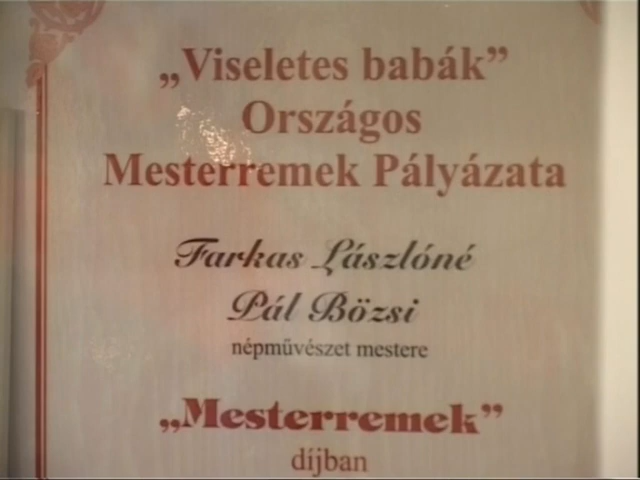 „Viseletes babák”
Országos
Mesterremek Pályázata
Farkas Lászlóné
Pál Bözsi
népművészet mestere
„Mesterremek”
díjban